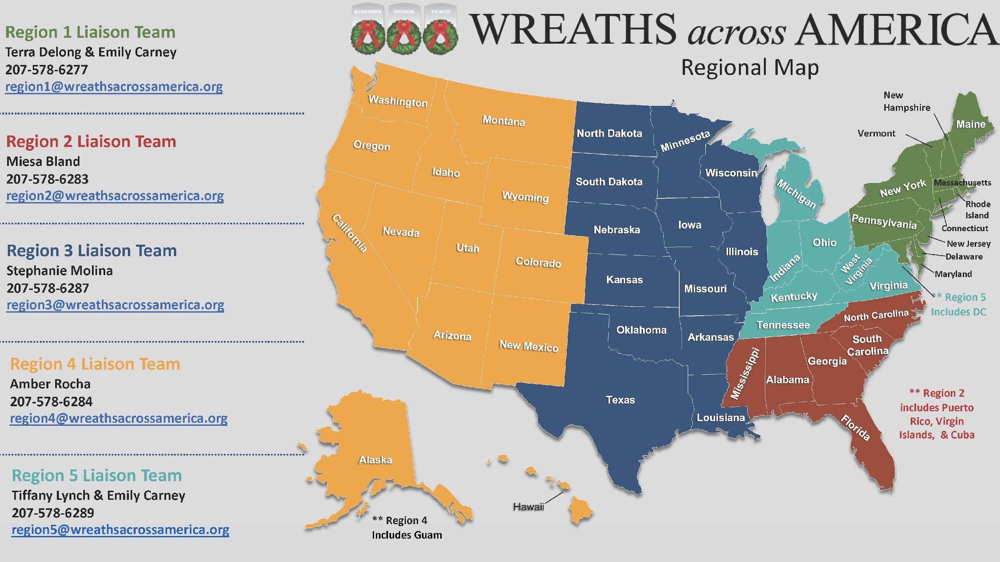 REMEMBER HONOR TEACH
WREATHS across AMERICA
Regional Map
Region 1 Liaison Team
Terra Delong & Emily Carney
207-578-6277
region1@wreathsacrossamerica.org
Region 2 Liaison Team
Miesa Bland
207-578-6283
region2@wreathsacrossamerica.org
Region 3 Liaison Team
Stephanie Molina
207-578-6287
region3@wreathsacrossamerica.org
Region 4 Liaison Team
Amber Rocha
207-578-6284
region4@wreathsacrossamerica.org
Region 5 Liaison Team
Tiffany Lynch & Emily Carney
207-578-6289
region5@wreathsacrossamerica.org
Washington
Oregon
California
Nevada
Idaho
Montana
Wyoming
Utah
Colorado
Arizona
New Mexico
Alaska
Hawaii
** Region 4
Includes Guam
North Dakota
South Dakota
Nebraska
Kansas
Oklahoma
Texas
Minnesota
Iowa
Missouri
Arkansas
Louisiana
Wisconsin
Illinois
Michigan
Indiana
Ohio
Kentucky
Tennessee
West
Virginia
Virginia
** Region 5
Includes DC
Mississippi
Alabama
Georgia
Florida
South
Carolina
North Carolina
** Region 2
includes Puerto
Rico, Virgin
Islands, & Cuba
New
Hampshire
Vermont
Maine
New York
Massachusetts
Rhode
Island
Connecticut
Pennsylvania
New Jersey
Delaware
Maryland